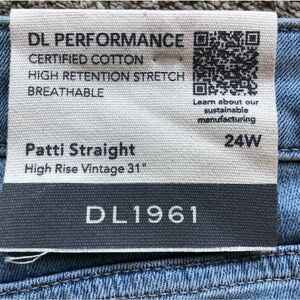 DL PERFORMANCE
CERTIFIED COTTON
HIGH RETENTION STRETCH
BREATHABLE
Learn about our
sustainable
manufacturing
24W
Patti Straight
High Rise Vintage 31"
DL1961